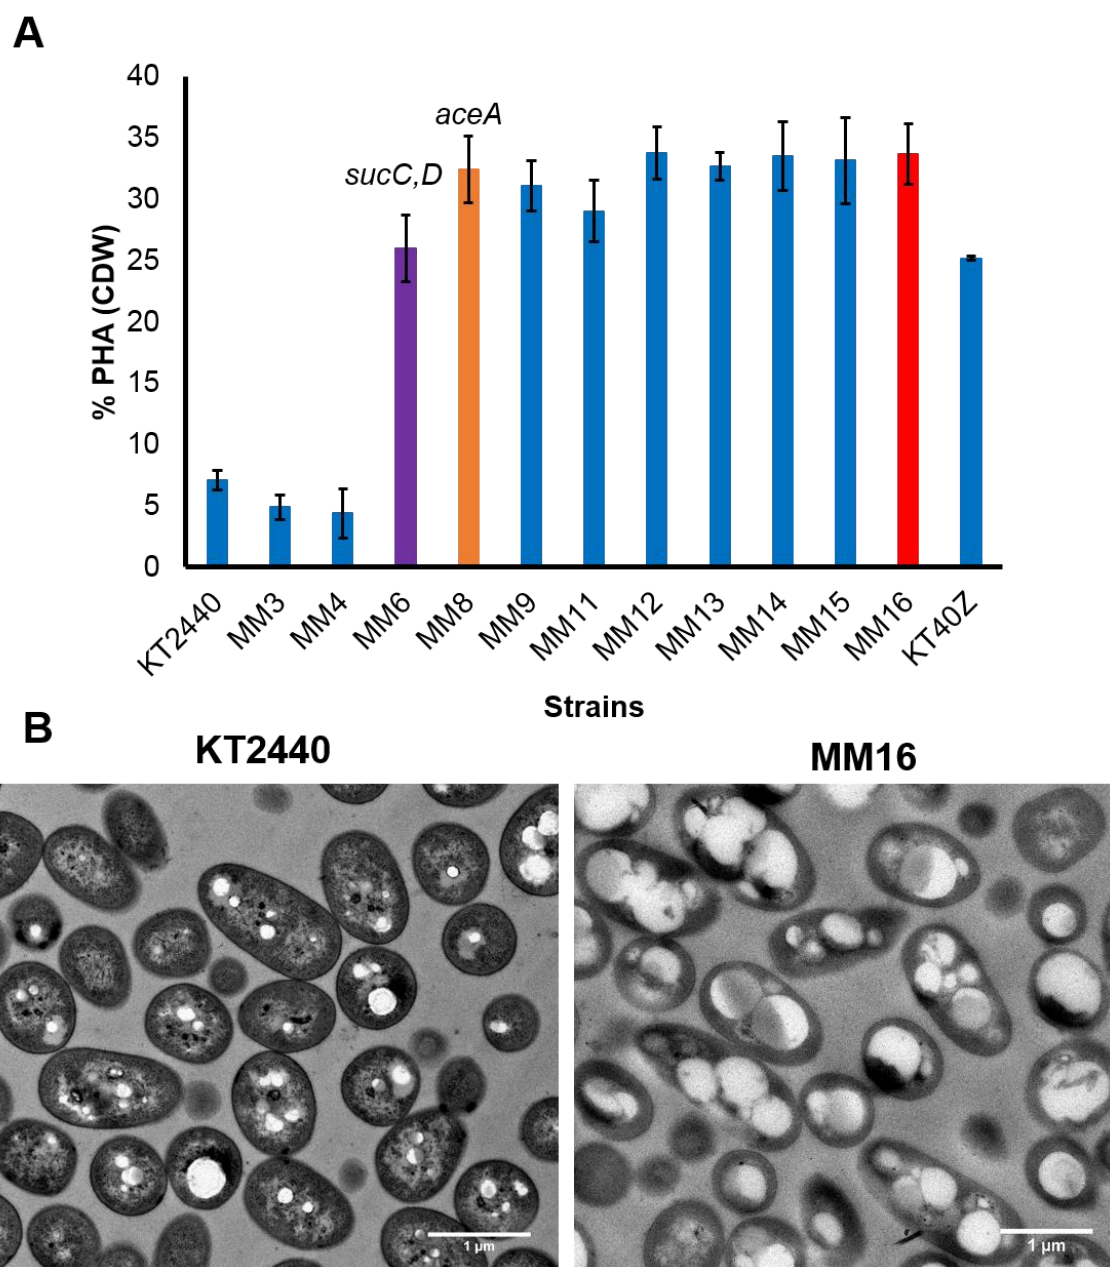 A
40
35
30
25
20
15
10
5
0
% PHA (CDW)
sucC,D
aceA
KT2440
MM3
MM4
MM6
MM8
MM9
MM11
MM12
MM13
MM14
MM15
MM16
KT40Z
Strains
B
KT2440
MM16
1 µm
1 µm